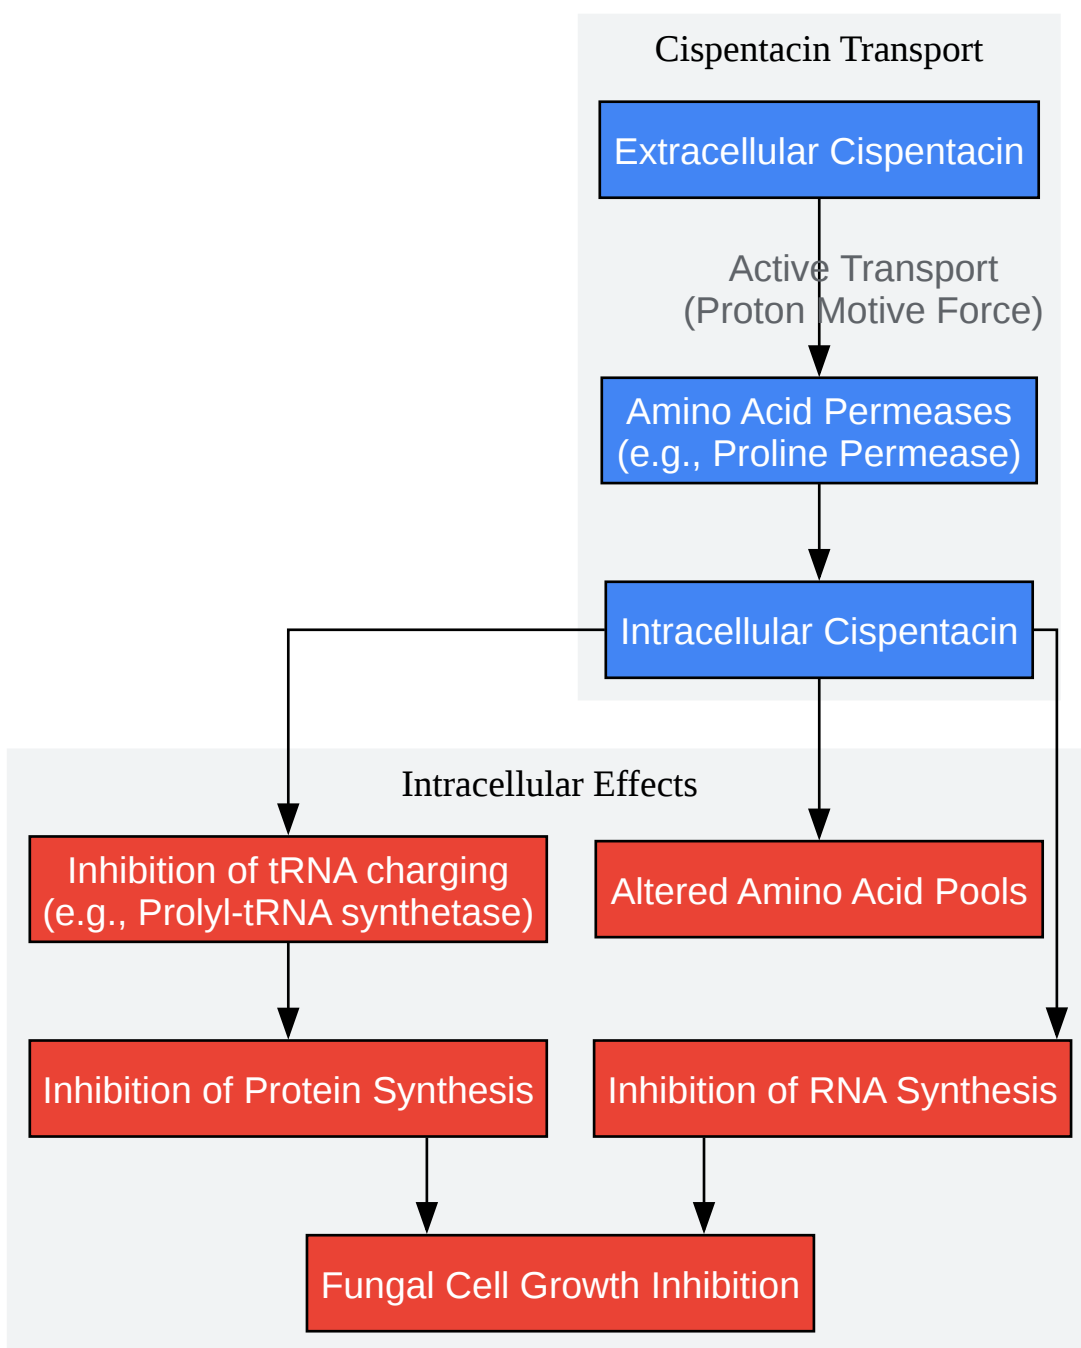 Cispentacin Transport
Extracellular Cispentacin
Active Transport
(Proton Motive Force)
Amino Acid Permeases
(e.g., Proline Permease)
Intracellular Cispentacin
Intracellular Effects
Inhibition of tRNA charging
(e.g., Prolyl-tRNA synthetase)
Altered Amino Acid Pools
Inhibition of Protein Synthesis
Inhibition of RNA Synthesis
Fungal Cell Growth Inhibition